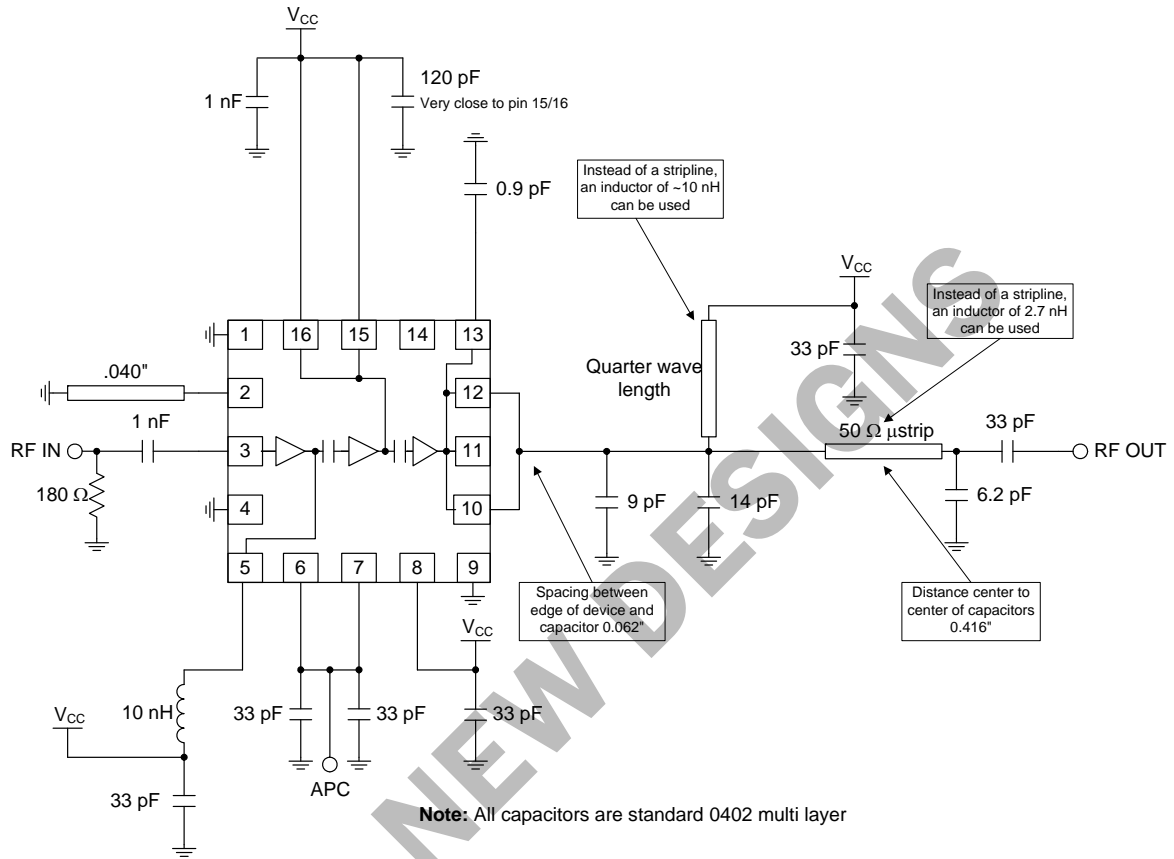 VCC
1 nF
120 pF
Very close to pin 15/16
0.9 pF
Instead of a stripline,
an inductor of ~10 nH
can be used
VCC
Instead of a stripline,
an inductor of 2.7 nH
can be used
33 pF
Quarter wave
length
1
16
15
14
13
.040"
2
12
1 nF
RF IN
3
11
50 Ω µstrip
33 pF
RF OUT
180 Ω
4
10
9 pF
14 pF
6.2 pF
5
6
7
8
9
Spacing between
edge of device and
capacitor 0.062"
Distance center to
center of capacitors
0.416"
VCC
10 nH
33 pF
33 pF
33 pF
VCC
APC
33 pF
Note: All capacitors are standard 0402 multi layer
NEW DESIGNS